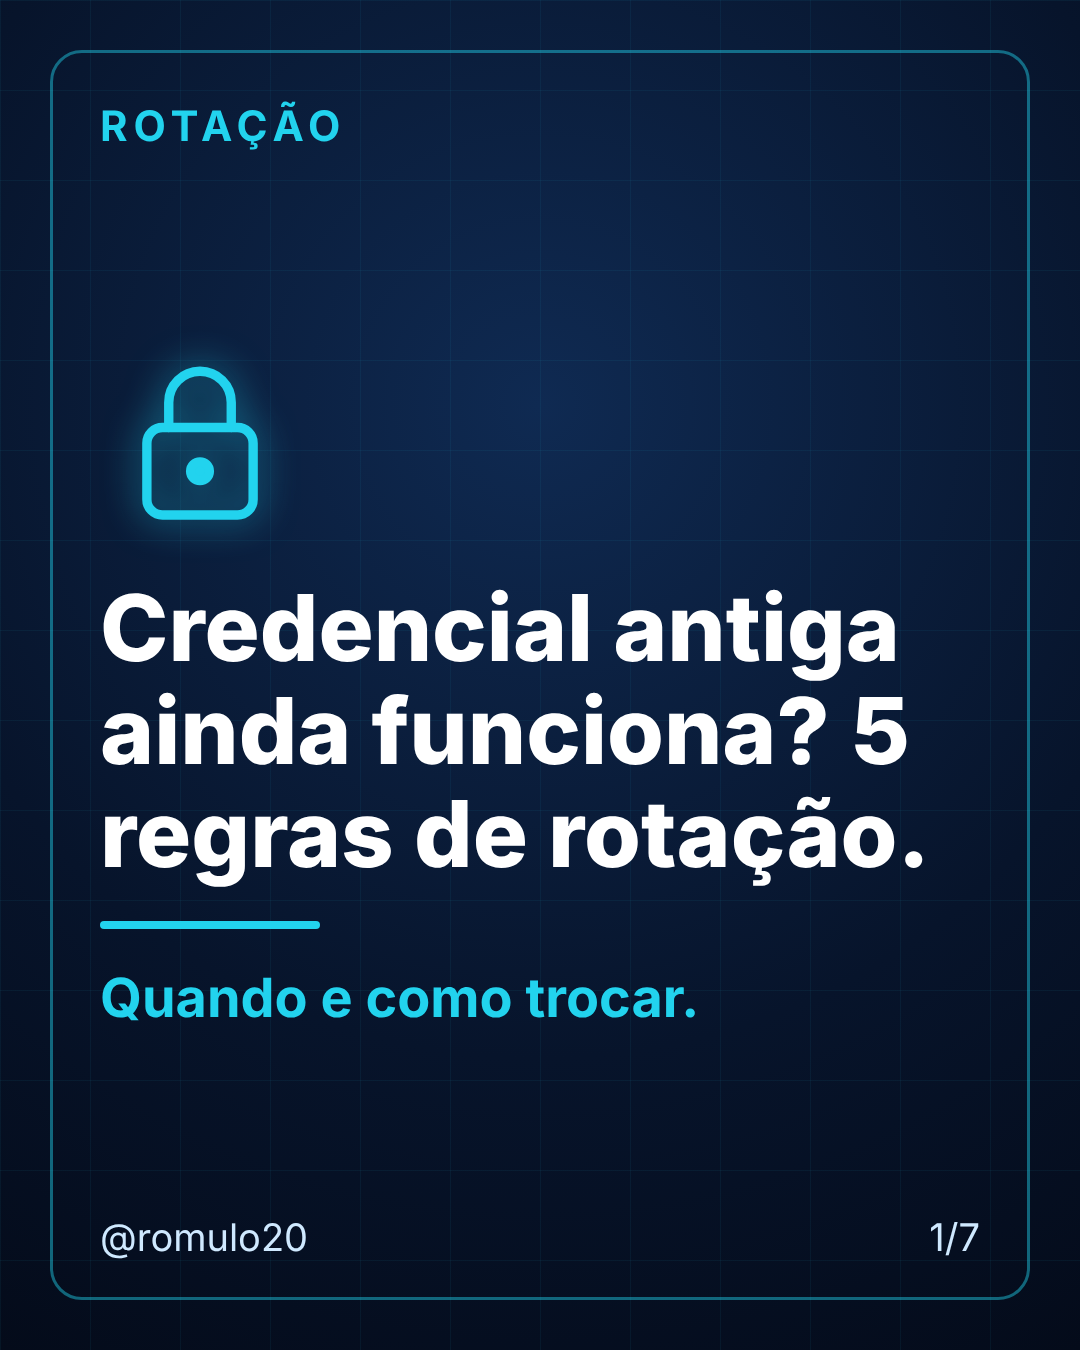 ROTAÇÃO
Credencial antiga
ainda funciona? 5
regras de rotação.
Quando e como trocar.
@romulo20
1/7